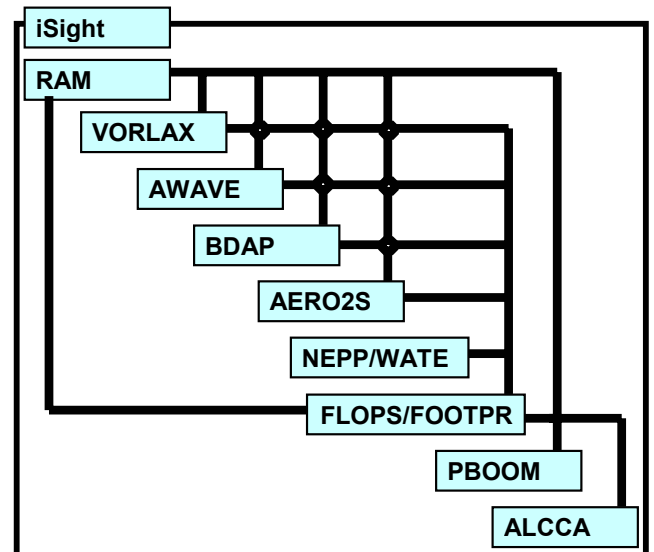 iSight
RAM
VORLAX
AWAVE
BDAP
AERO2S
NEPP/WATE
FLOPS/FOOTPR
PBOOM
ALCCA